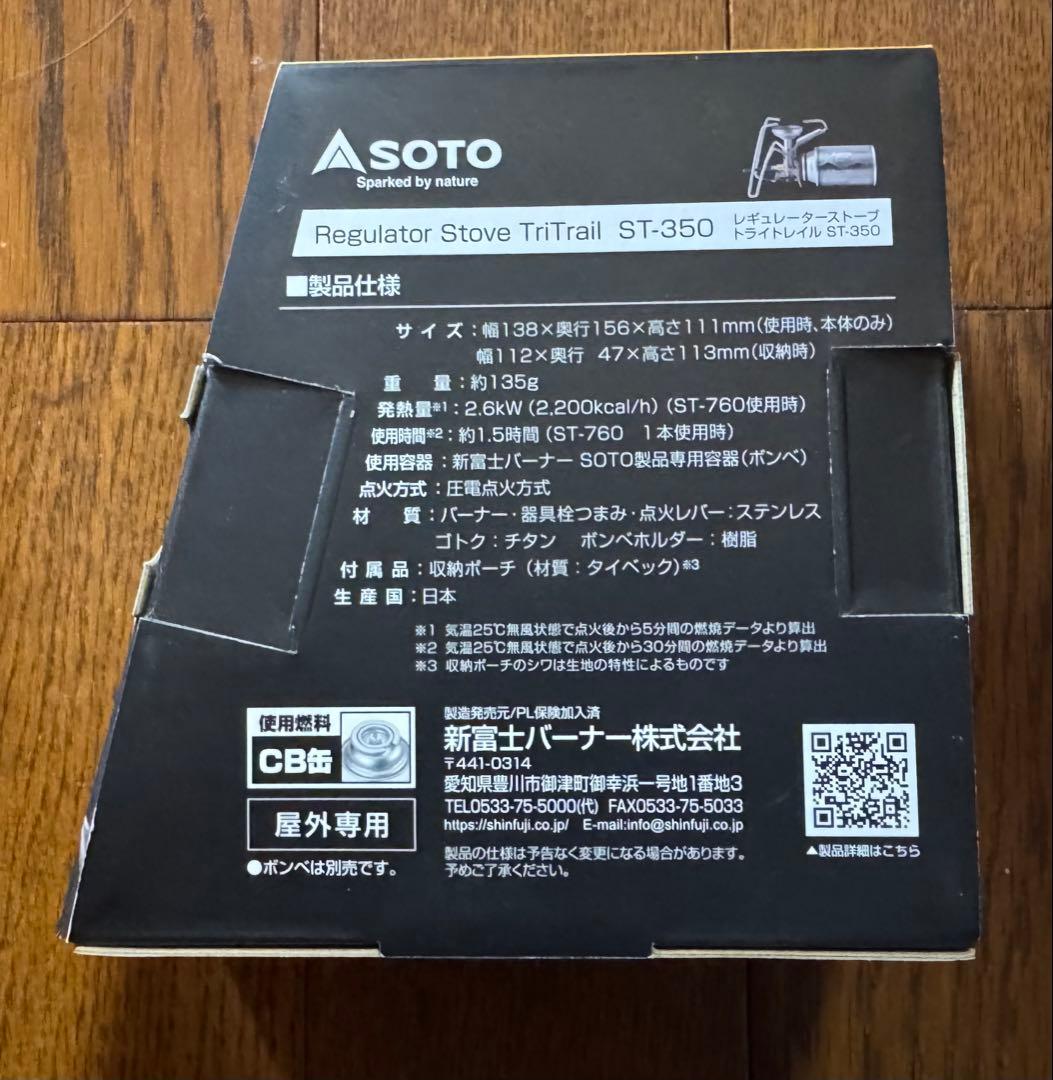 SOTO
Sparked by nature
Regulator Stove TriTrail ST-350
レギュレーターストーブ
トライトレイル ST-350
■製品仕様
サイズ：幅138×奥行156×高さ111mm(使用時、本体のみ)
幅112×奥行 47×高さ113mm(収納時)
重 量：約135g
発熱量※1：2.6kW (2,200kcal/h) (ST-760使用時)
使用時間※2：約1.5時間 (ST-760 1本使用時)
使用容器：新富士バーナー SOTO製品専用容器(ボンベ)
点火方式：圧電点火方式
材 質：バーナー・器具栓つまみ・点火レバー：ステンレス
ゴトク：チタン ボンベホルダー：樹脂
付属品：収納ポーチ (材質：タイベック)※3
生産国：日本
※1 気温25℃無風状態で点火後から5分間の燃焼データより算出
※2 気温25℃無風状態で点火後から30分間の燃焼データより算出
※3 収納ポーチのシワは生地の特性によるものです
使用燃料
CB缶
屋外専用
●ボンベは別売です。
製造発売元/PL保険加入済
新富士バーナー株式会社
〒441-0314
愛知県豊川市御津町御幸浜一号地1番地3
TEL0533-75-5000(代) FAX0533-75-5033
https://shinfuji.co.jp/ E-mail:info@shinfuji.co.jp
製品の仕様は予告なく変更になる場合があります。
予めご了承ください。
▲製品詳細はこちら